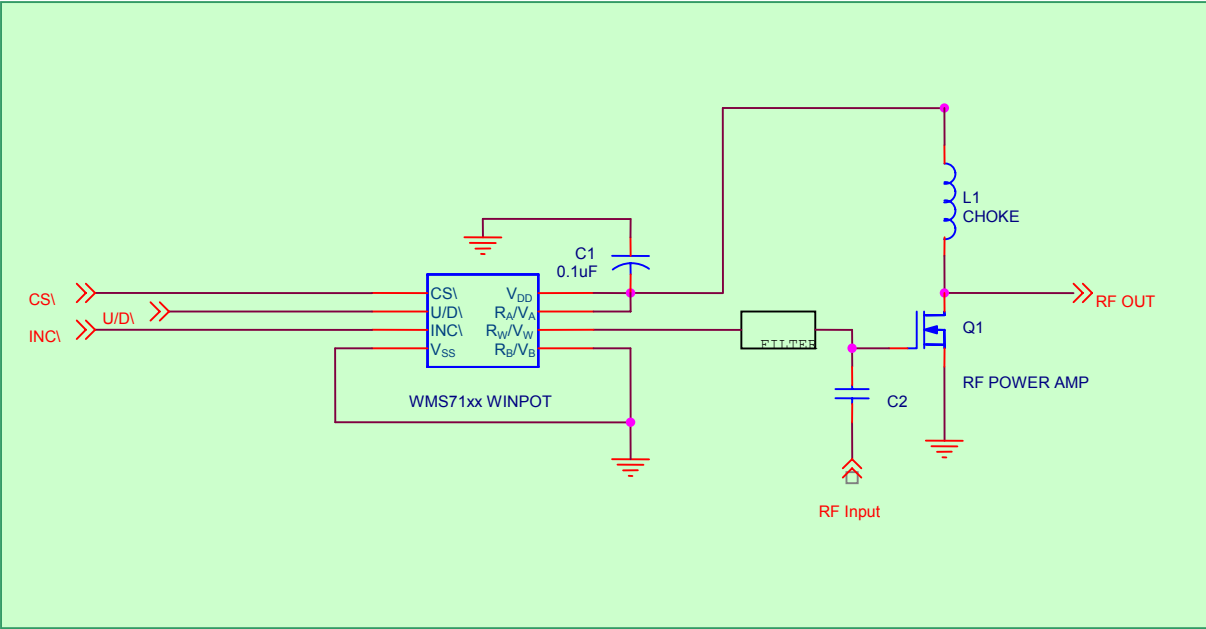 L1
CHOKE
C1
0.1uF
CS\
U/D\
INC\
CS\
U/D\
INC\
VSS
VDD
RA/VA
RW/VW
RB/VB
RF OUT
Q1
FILTER
RF POWER AMP
WMS71xx WINPOT
C2
RF Input